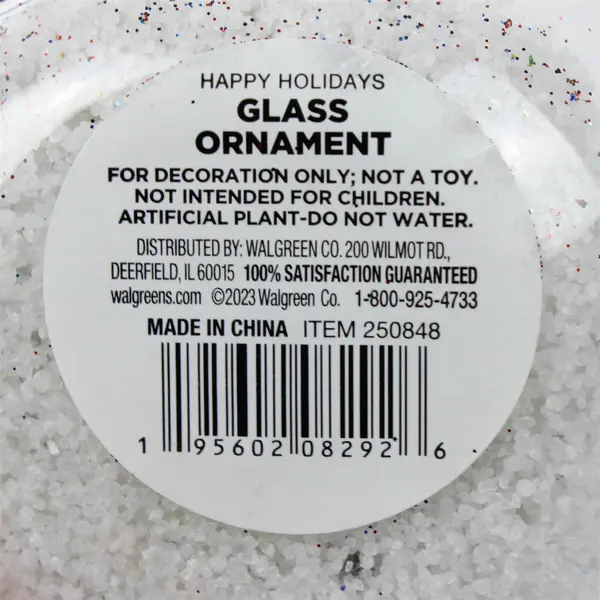 HAPPY HOLIDAYS
GLASS
ORNAMENT
FOR DECORATION ONLY; NOT A TOY.
NOT INTENDED FOR CHILDREN.
ARTIFICIAL PLANT-DO NOT WATER.
DISTRIBUTED BY: WALGREEN CO. 200 WILMOT RD.,
DEERFIELD, IL 60015 100% SATISFACTION GUARANTEED
walgreens.com ©2023 Walgreen Co. 1-800-925-4733
MADE IN CHINA ITEM 250848
1 95602 08292 6